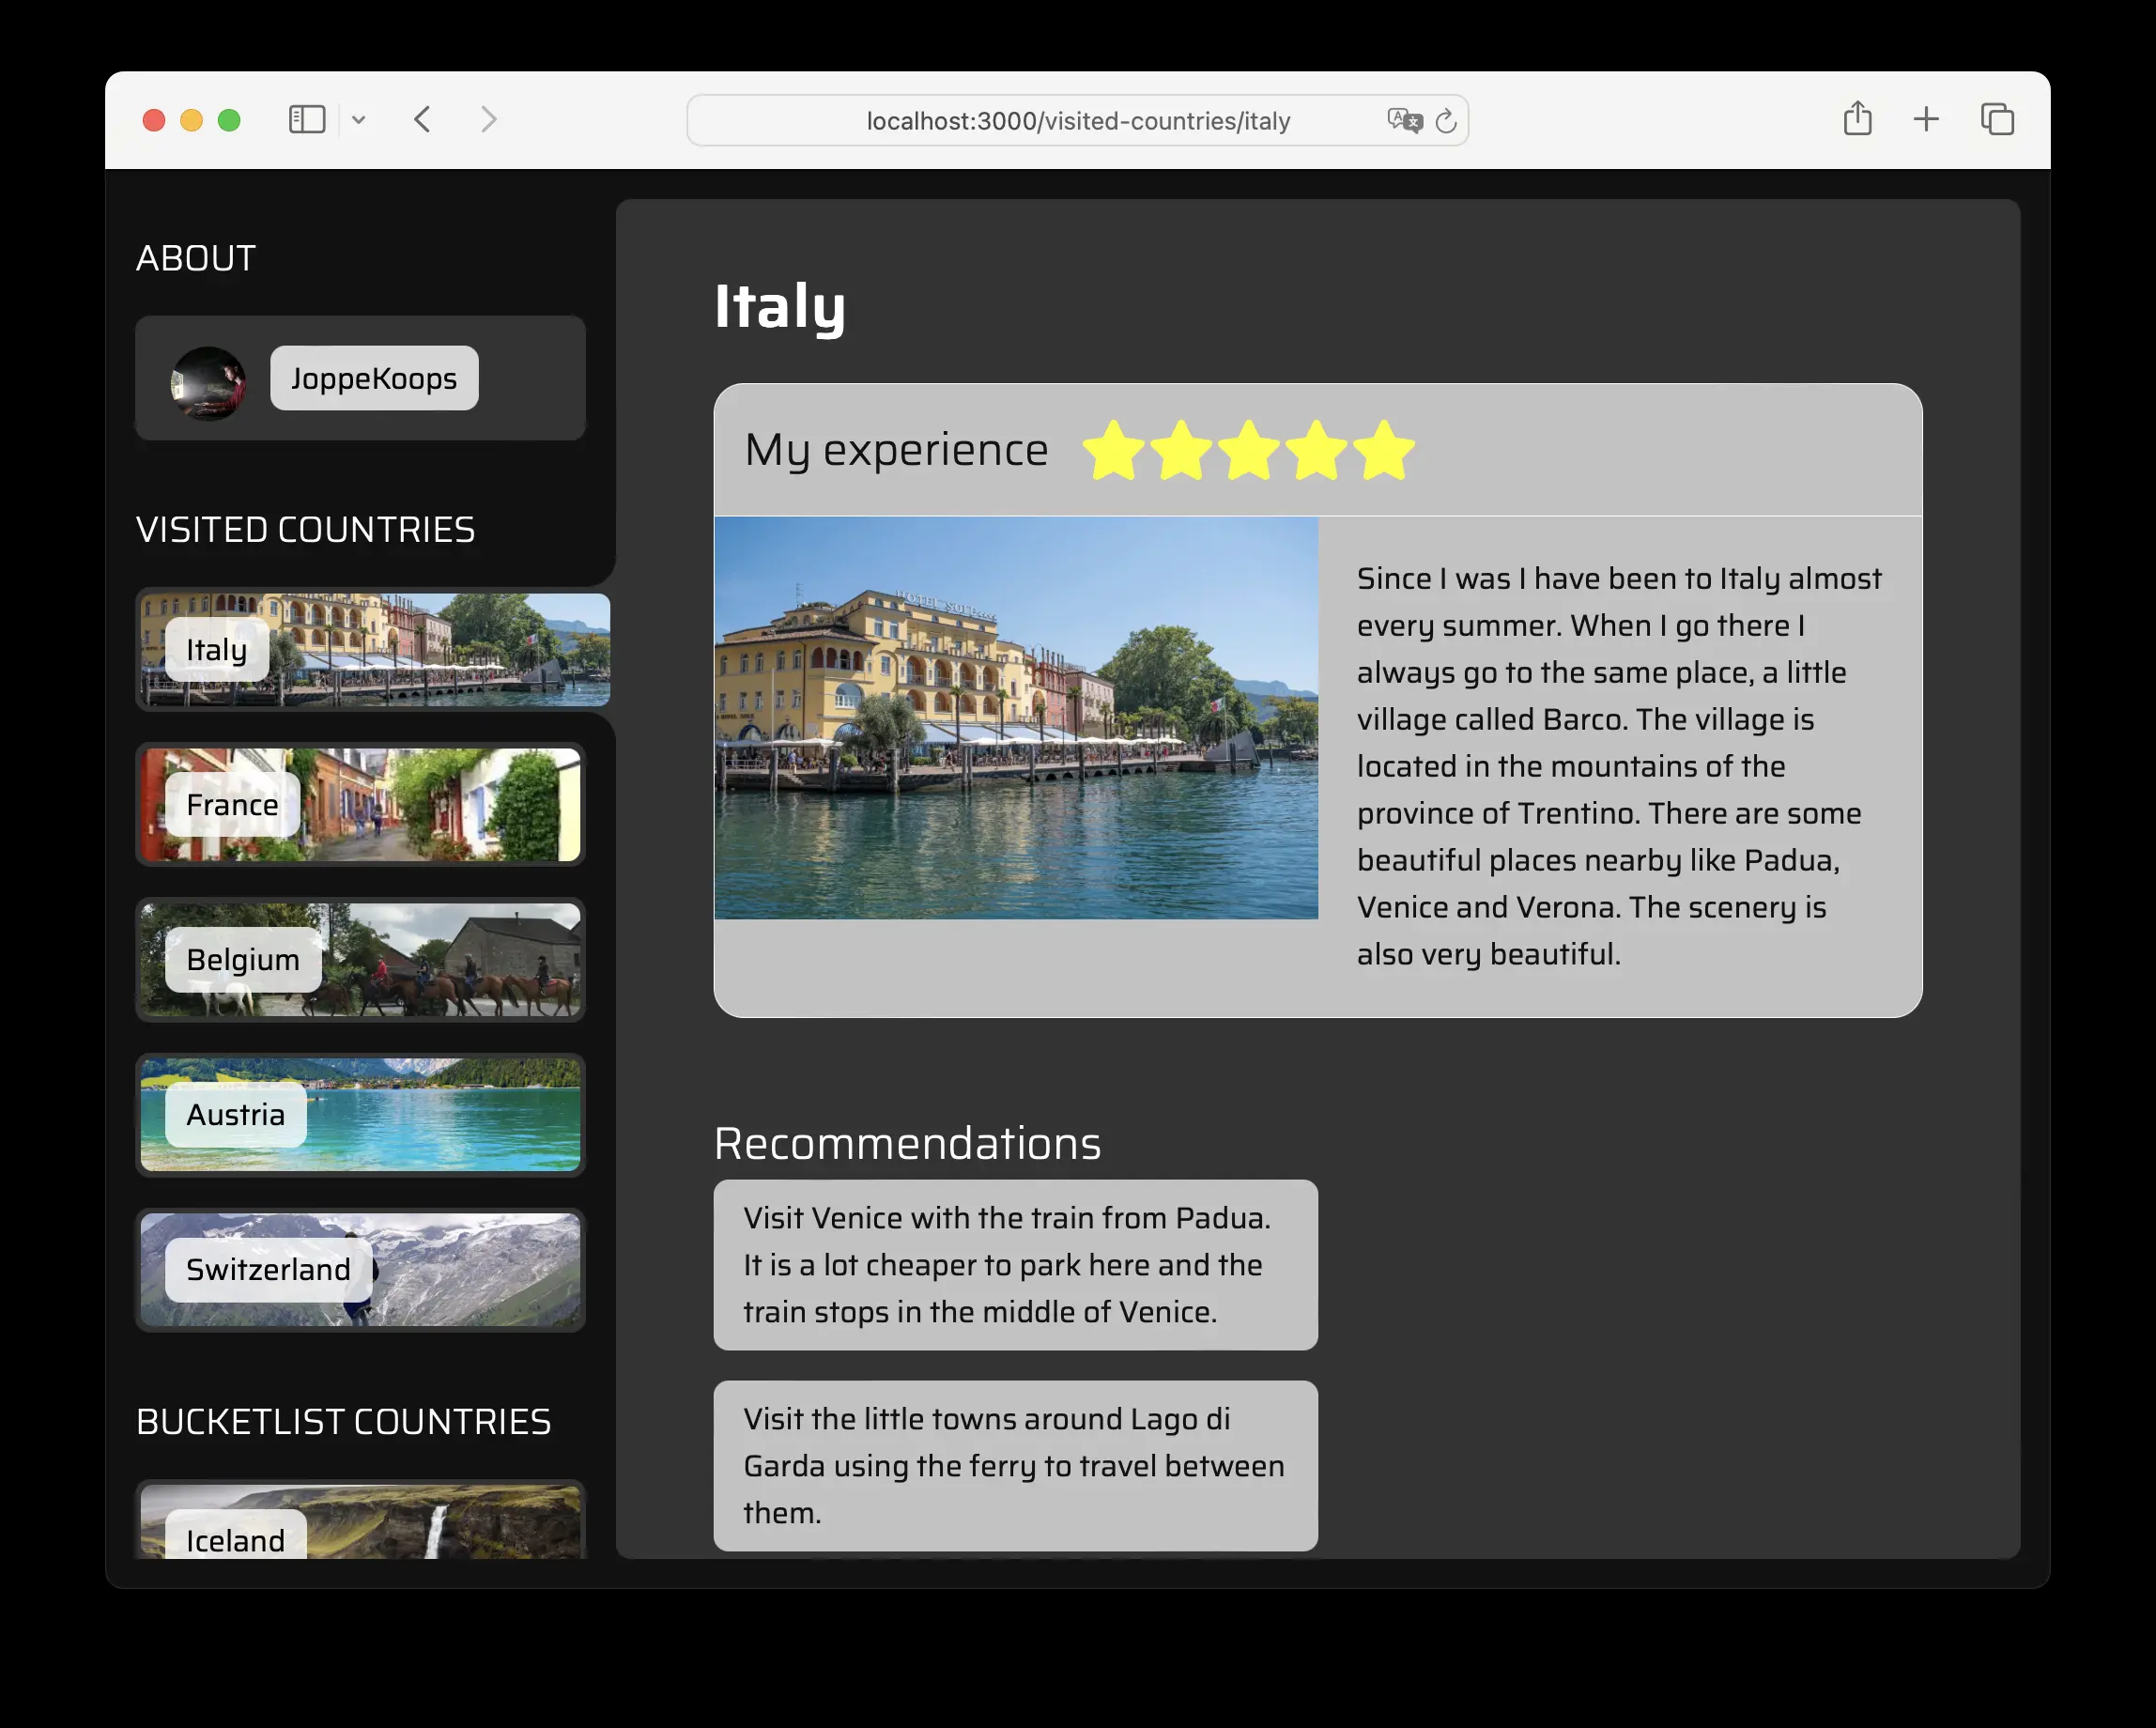 localhost:3000/visited-countries/italy
ABOUT
JoppeKoops
VISITED COUNTRIES
Italy
France
Belgium
Austria
Switzerland
BUCKETLIST COUNTRIES
Iceland
Italy
My experience
HOTEL SOLE
Since I was I have been to Italy almost
every summer. When I go there I
always go to the same place, a little
village called Barco. The village is
located in the mountains of the
province of Trentino. There are some
beautiful places nearby like Padua,
Venice and Verona. The scenery is
also very beautiful.
Recommendations
Visit Venice with the train from Padua.
It is a lot cheaper to park here and the
train stops in the middle of Venice.
Visit the little towns around Lago di
Garda using the ferry to travel between
them.